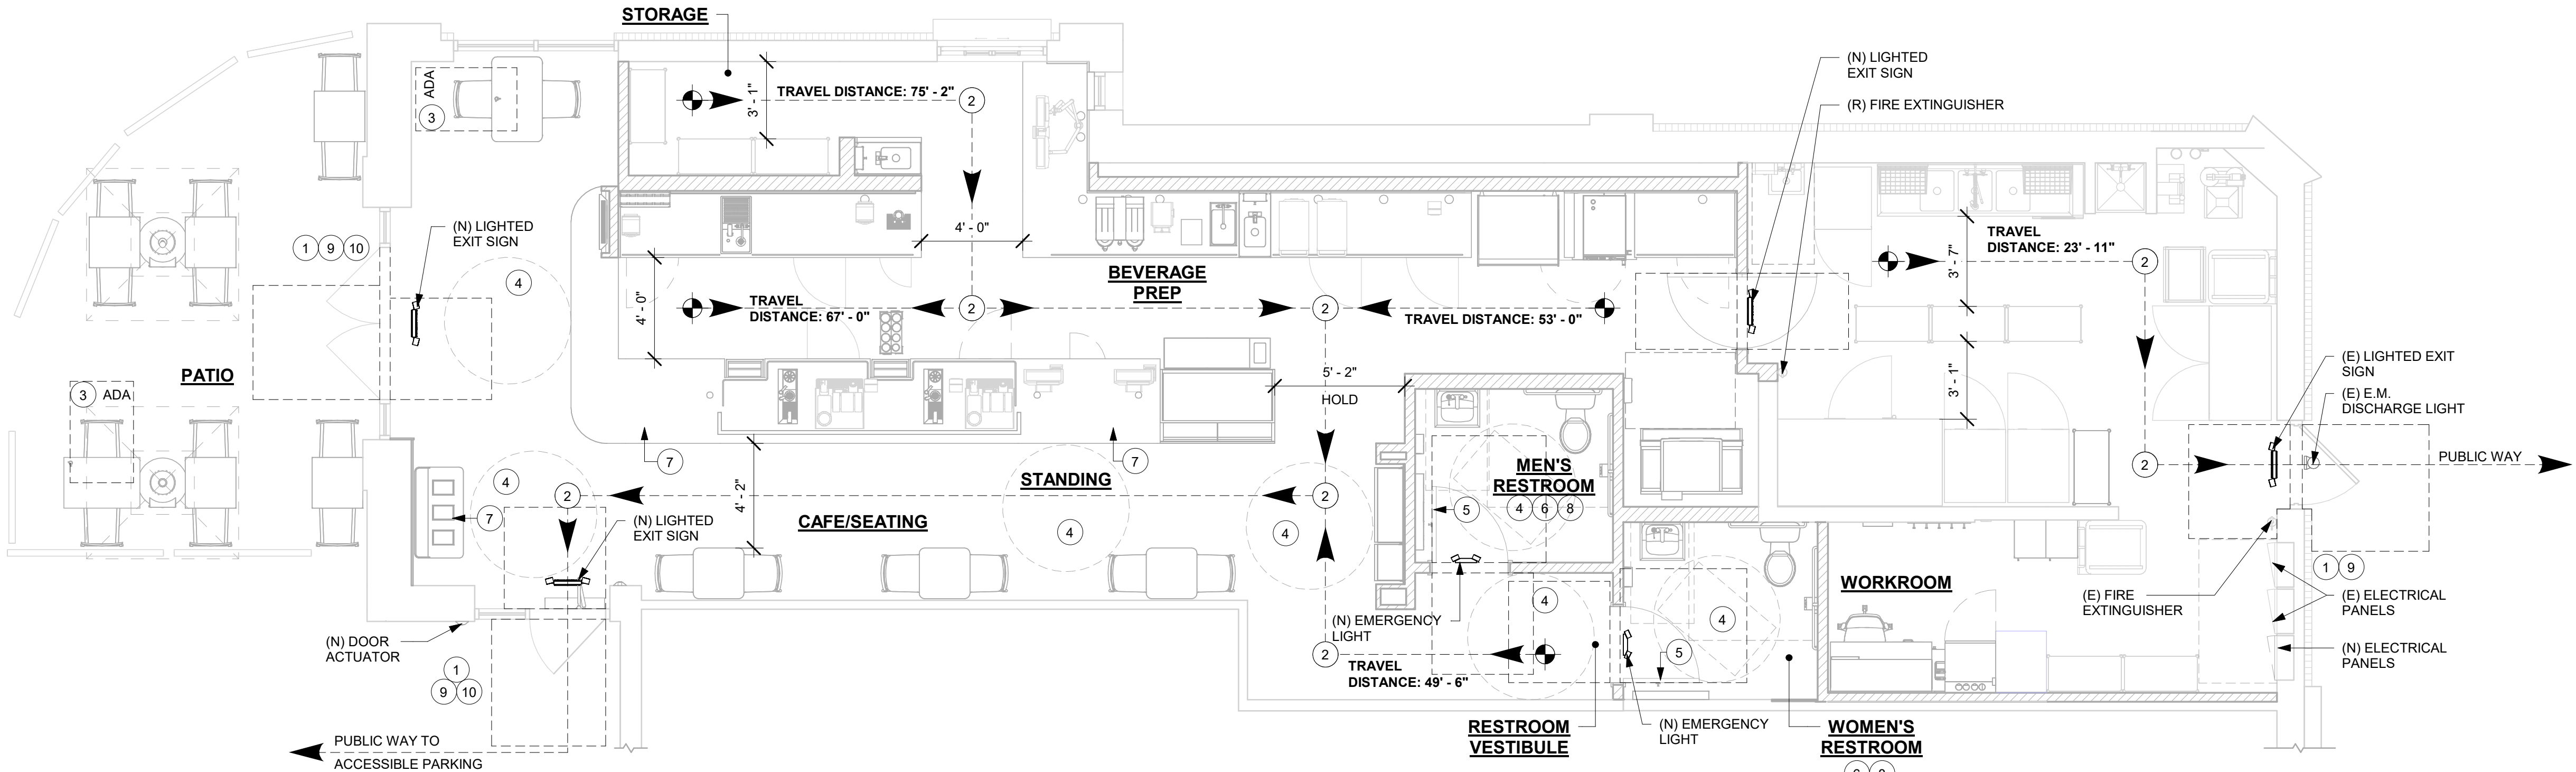 STORAGE
ADA
3
3' - 1"
TRAVEL DISTANCE: 75' - 2"
2
(N) LIGHTED
EXIT SIGN
(R) FIRE EXTINGUISHER
(N) LIGHTED
EXIT SIGN
1 9 10
4
4' - 0"
4' - 0"
TRAVEL
DISTANCE: 67' - 0"
2
BEVERAGE
PREP
2
TRAVEL DISTANCE: 53' - 0"
TRAVEL
DISTANCE: 23' - 11"
3' - 7"
2
3' - 1"
PATIO
3 ADA
5' - 2"
HOLD
(E) LIGHTED EXIT
SIGN
(E) E.M.
DISCHARGE LIGHT
PUBLIC WAY
2
7
7
4
2
7
4' - 2"
STANDING
CAFE/SEATING
4
2
4
MEN'S
RESTROOM
4 6 8
5
(N) LIGHTED
EXIT SIGN
(N) DOOR
ACTUATOR
1
9 10
PUBLIC WAY TO
ACCESSIBLE PARKING
(N) EMERGENCY
LIGHT
4
2
TRAVEL
DISTANCE: 49' - 6"
4
5
WORKROOM
(E) FIRE
EXTINGUISHER
1 9
(E) ELECTRICAL
PANELS
(N) ELECTRICAL
PANELS
RESTROOM
VESTIBULE
(N) EMERGENCY
LIGHT
WOMEN'S
RESTROOM